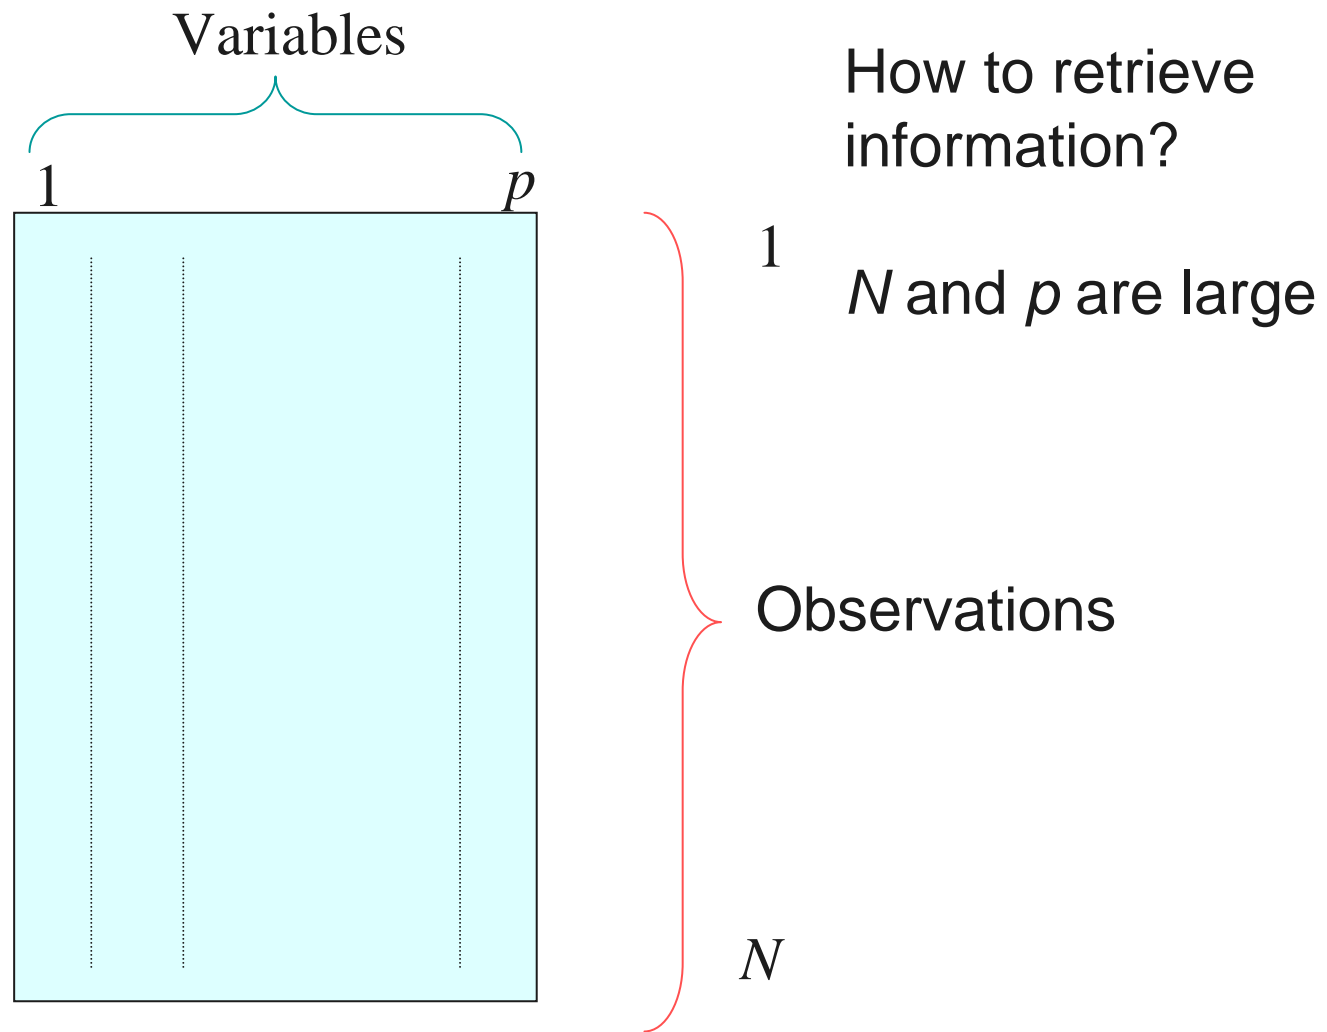 Variables
1
p
How to retrieve
information?
1
N and p are large
Observations
N